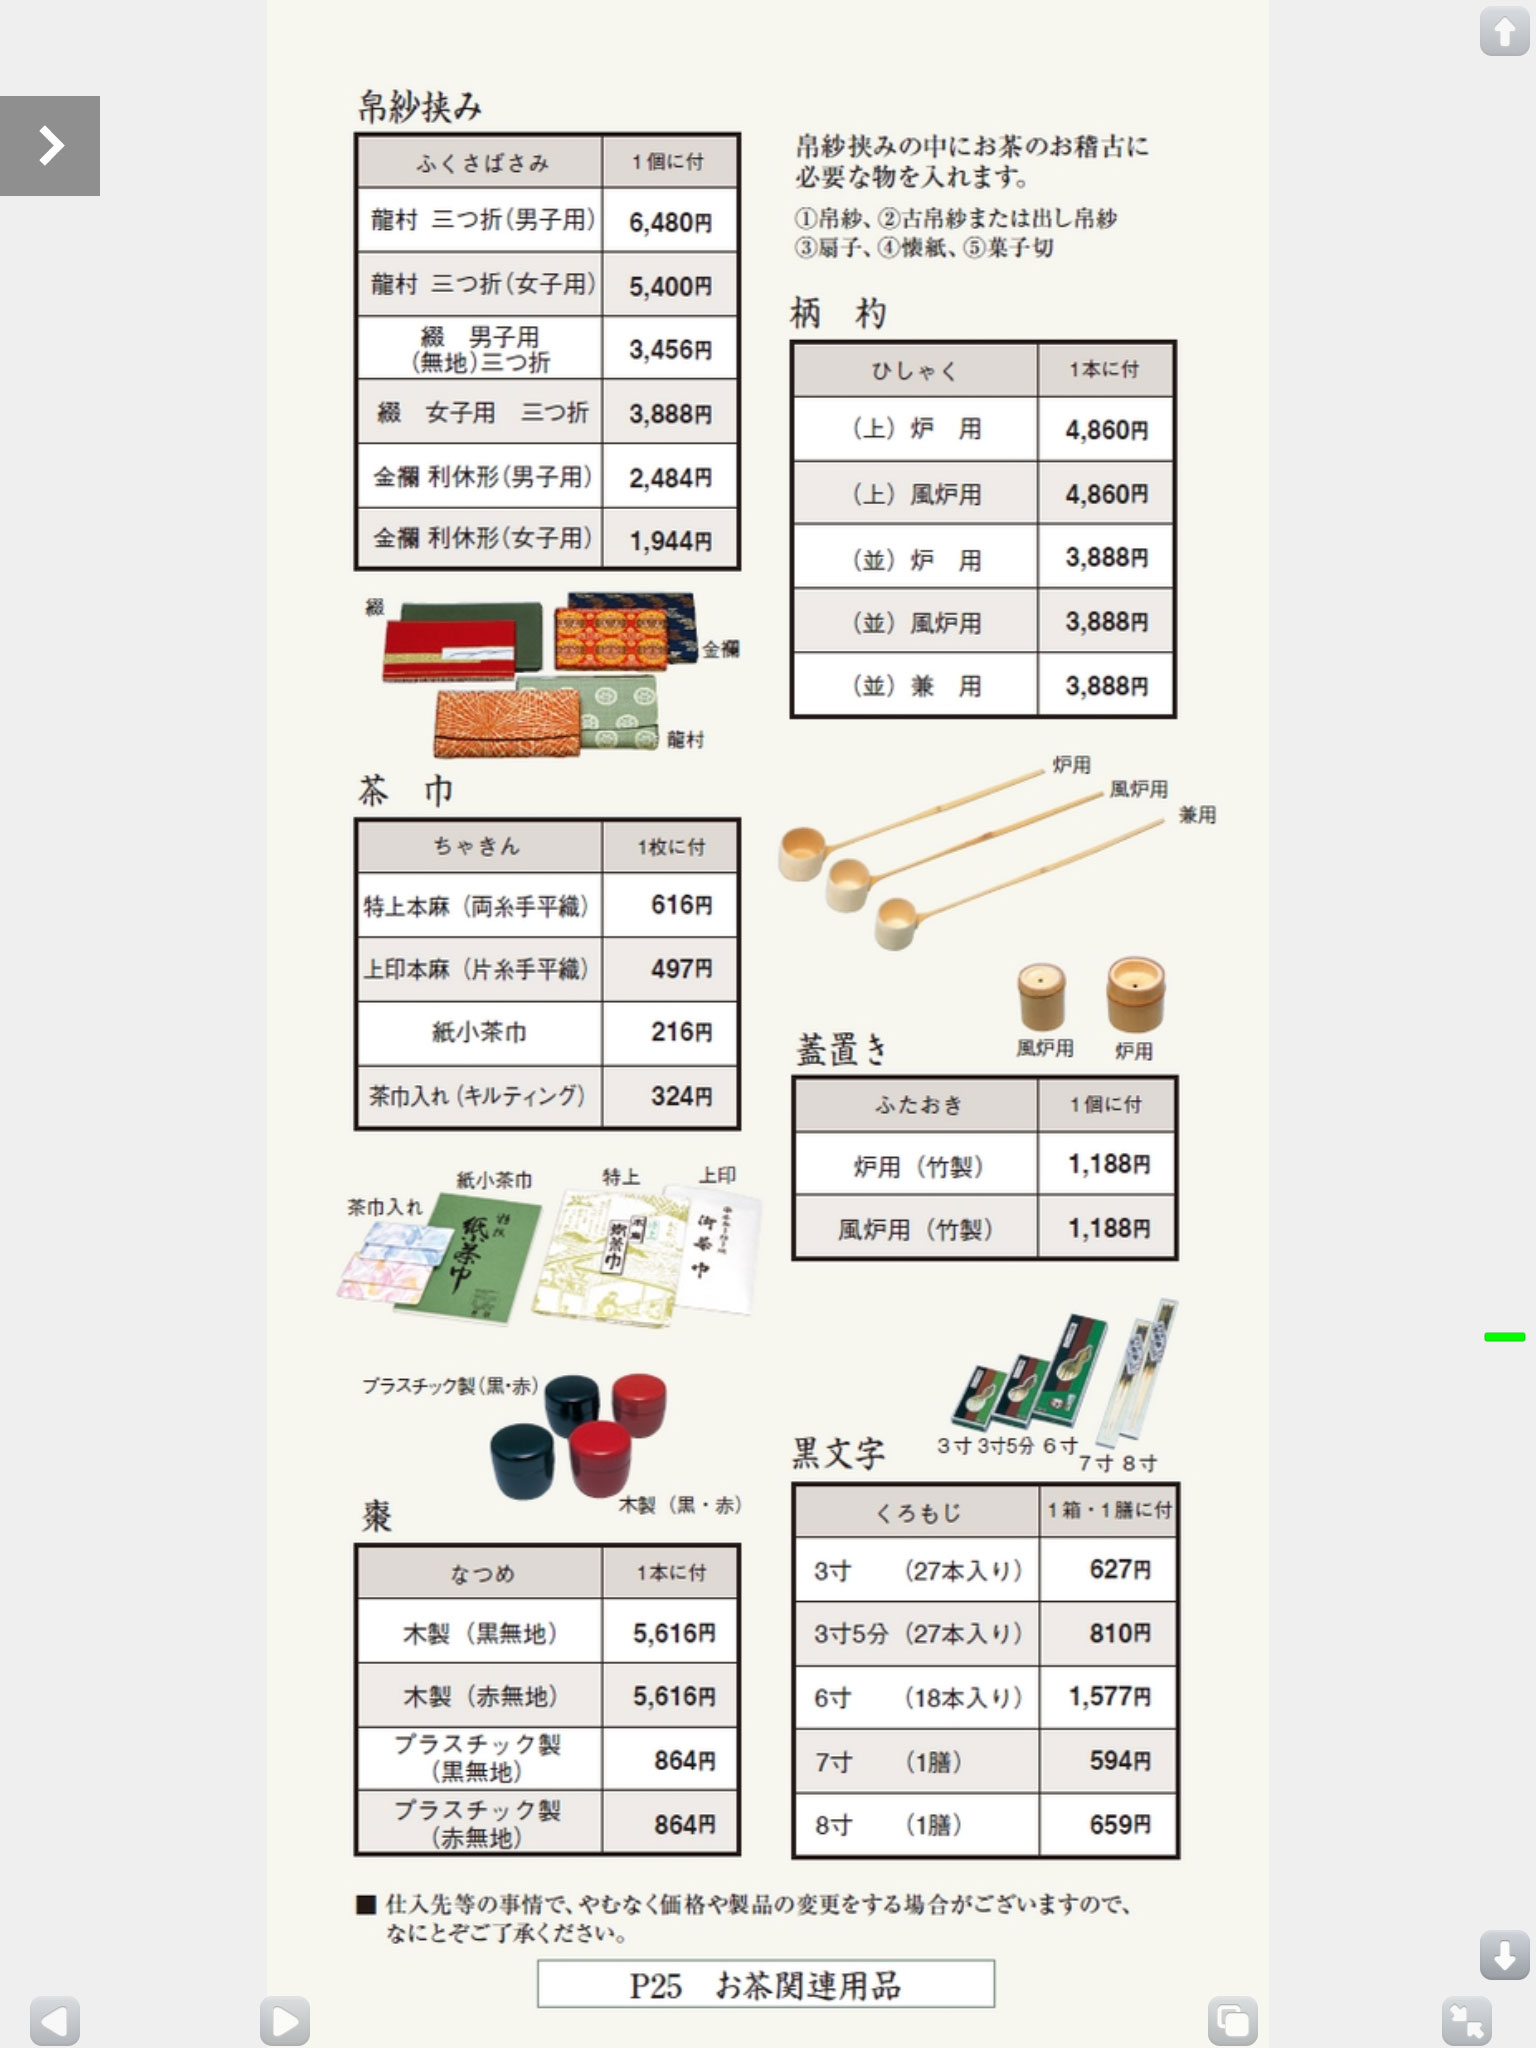 帛紗挟み
ふくさばさみ 1個に付
龍村 三つ折(男子用) 6,480円
龍村 三つ折(女子用) 5,400円
綴　男子用
(無地)三つ折 3,456円
綴　女子用　三つ折 3,888円
金襴 利休形(男子用) 2,484円
金襴 利休形(女子用) 1,944円
綴
金襴
龍村
茶　巾
ちゃきん 1枚に付
特上本麻（両糸手平織） 616円
上印本麻（片糸手平織） 497円
紙小茶巾 216円
茶巾入れ(キルティング) 324円
茶巾入れ
紙小茶巾
特上
上印
紙小茶巾
本麻
御茶巾
御茶巾
プラスチック製(黒・赤)
木製（黒・赤）
棗
なつめ 1本に付
木製（黒無地） 5,616円
木製（赤無地） 5,616円
プラスチック製
（黒無地） 864円
プラスチック製
（赤無地） 864円
帛紗挟みの中にお茶のお稽古に
必要な物を入れます。
①帛紗、②古帛紗または出し帛紗
③扇子、④懐紙、⑤菓子切
柄　杓
ひしゃく 1本に付
（上）炉　用 4,860円
（上）風炉用 4,860円
（並）炉　用 3,888円
（並）風炉用 3,888円
（並）兼　用 3,888円
炉用
風炉用
兼用
風炉用
炉用
蓋置き
ふたおき 1個に付
炉用（竹製） 1,188円
風炉用（竹製） 1,188円
3寸 3寸5分 6寸
7寸 8寸
黒文字
くろもじ 1箱・1膳に付
3寸　（27本入り） 627円
3寸5分（27本入り） 810円
6寸　（18本入り） 1,577円
7寸　（1膳） 594円
8寸　（1膳） 659円
■ 仕入先等の事情で、やむなく価格や製品の変更をする場合がございますので、
なにとぞご了承ください。
P25　お茶関連用品